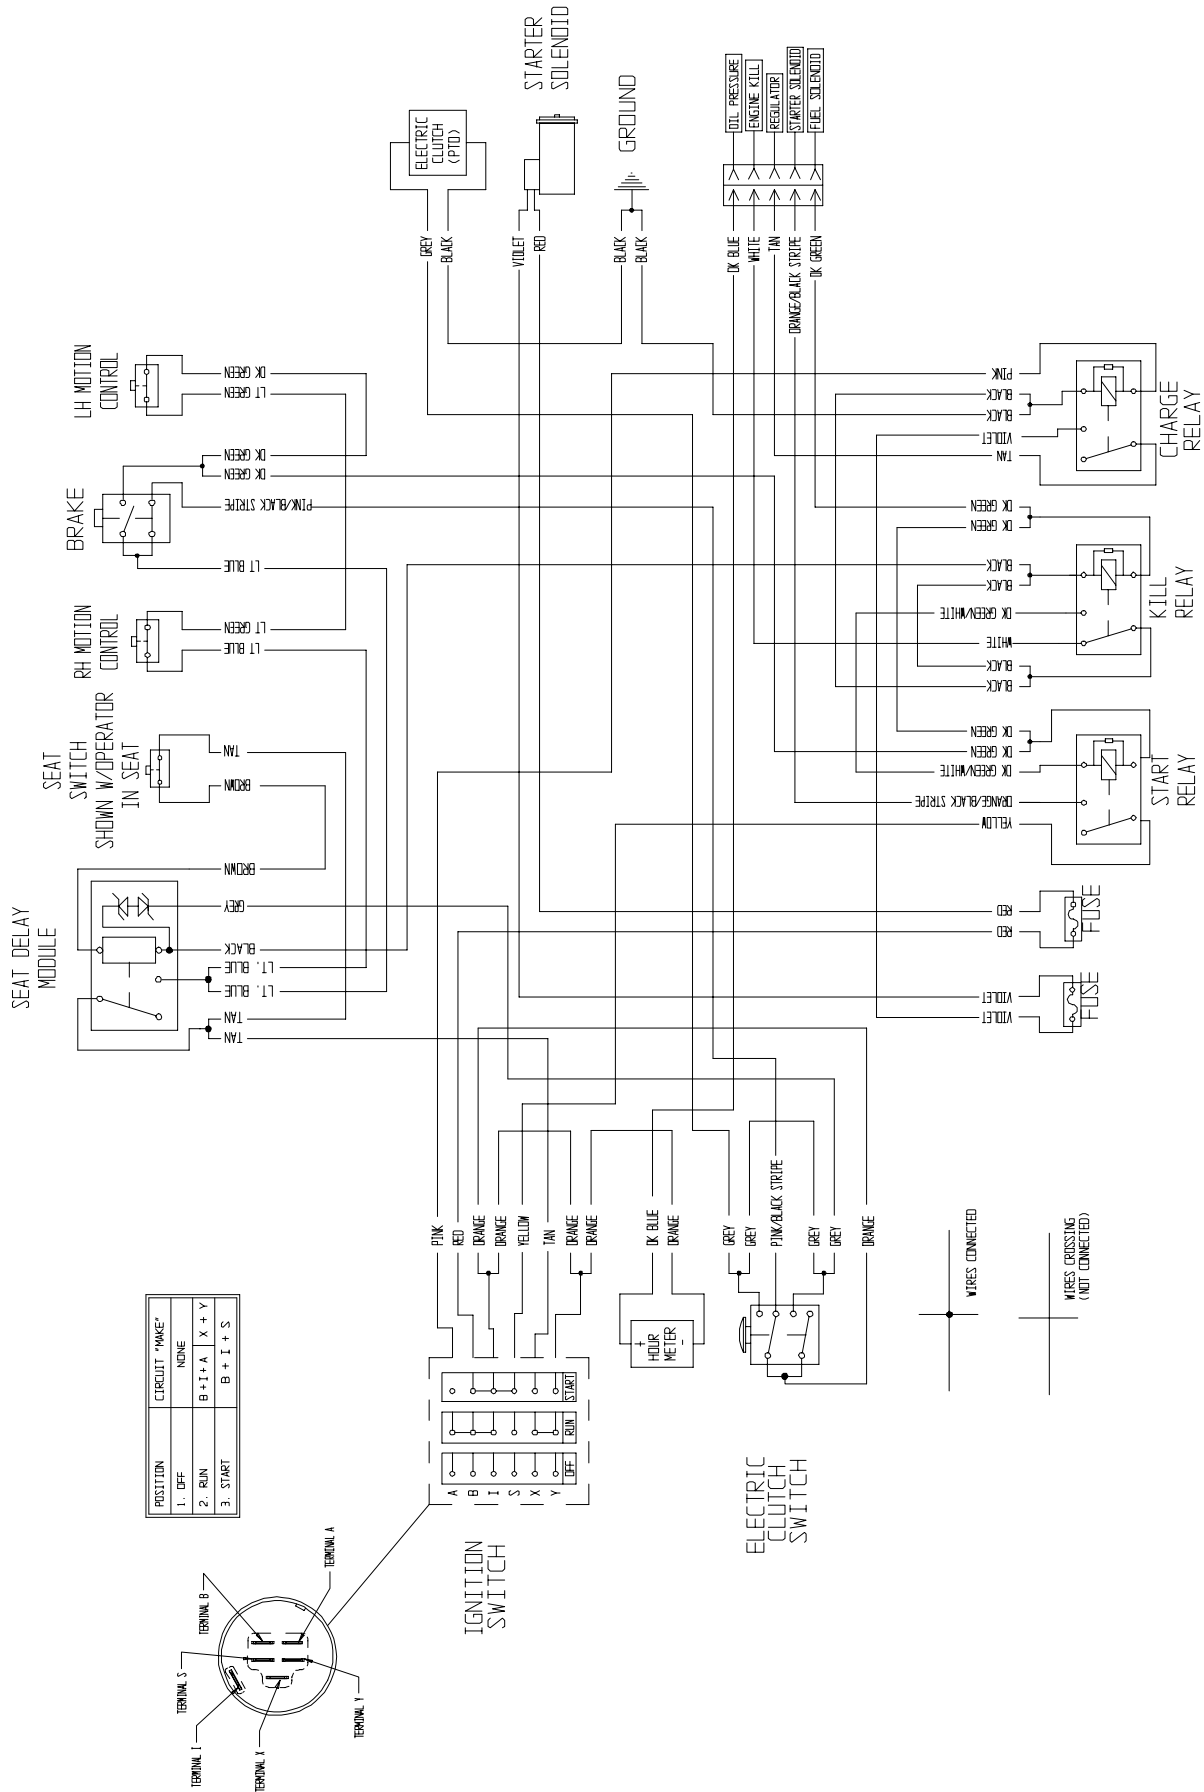 STARTER
SOLENOID
ELECTRIC
CLUTCH
(PTO)
GROUND
OIL PRESSURE
ENGINE KILL
REGULATOR
STARTER SOLENOID
FUEL SOLENOID
GREY
BLACK
VIOLET
RED
BLACK
BLACK
DK BLUE
WHITE
TAN
ORANGE/BLACK STRIPE
DK GREEN
LH MOTION
CONTROL
DK GREEN
LT GREEN
BRAKE
DK GREEN
DK GREEN
PINK/BLACK STRIPE
LT BLUE
RH MOTION
CONTROL
LT GREEN
LT BLUE
SEAT
SWITCH
SHOWN W/OPERATOR
IN SEAT
TAN
BROWN
SEAT DELAY
MODULE
BROWN
GREY
BLACK
LT. BLUE
LT. BLUE
TAN
TAN
PINK
BLACK
BLACK
VIOLET
TAN
CHARGE
RELAY
DK GREEN
DK GREEN
BLACK
BLACK
DK GREEN/WHITE
WHITE
BLACK
BLACK
KILL
RELAY
DK GREEN
DK GREEN
DK GREEN/WHITE
ORANGE/BLACK STRIPE
YELLOW
START
RELAY
RED
RED
FUSE
VIOLET
VIOLET
FUSE
PINK
RED
ORANGE
ORANGE
YELLOW
TAN
ORANGE
ORANGE
DK BLUE
ORANGE
GREY
GREY
PINK/BLACK STRIPE
GREY
GREY
ORANGE
WIRES CONNECTED
WIRES CROSSING
(NOT CONNECTED)
+
HOUR
METER
-
POSITION CIRCUIT "MAKE"
1. OFF NONE
2. RUN B + I + A X + Y
3. START B + I + S
START
RUN
OFF
A
B
I
S
X
Y
IGNITION
SWITCH
ELECTRIC
CLUTCH
SWITCH
TERMINAL A
TERMINAL B
TERMINAL S
TERMINAL I
TERMINAL X
TERMINAL Y